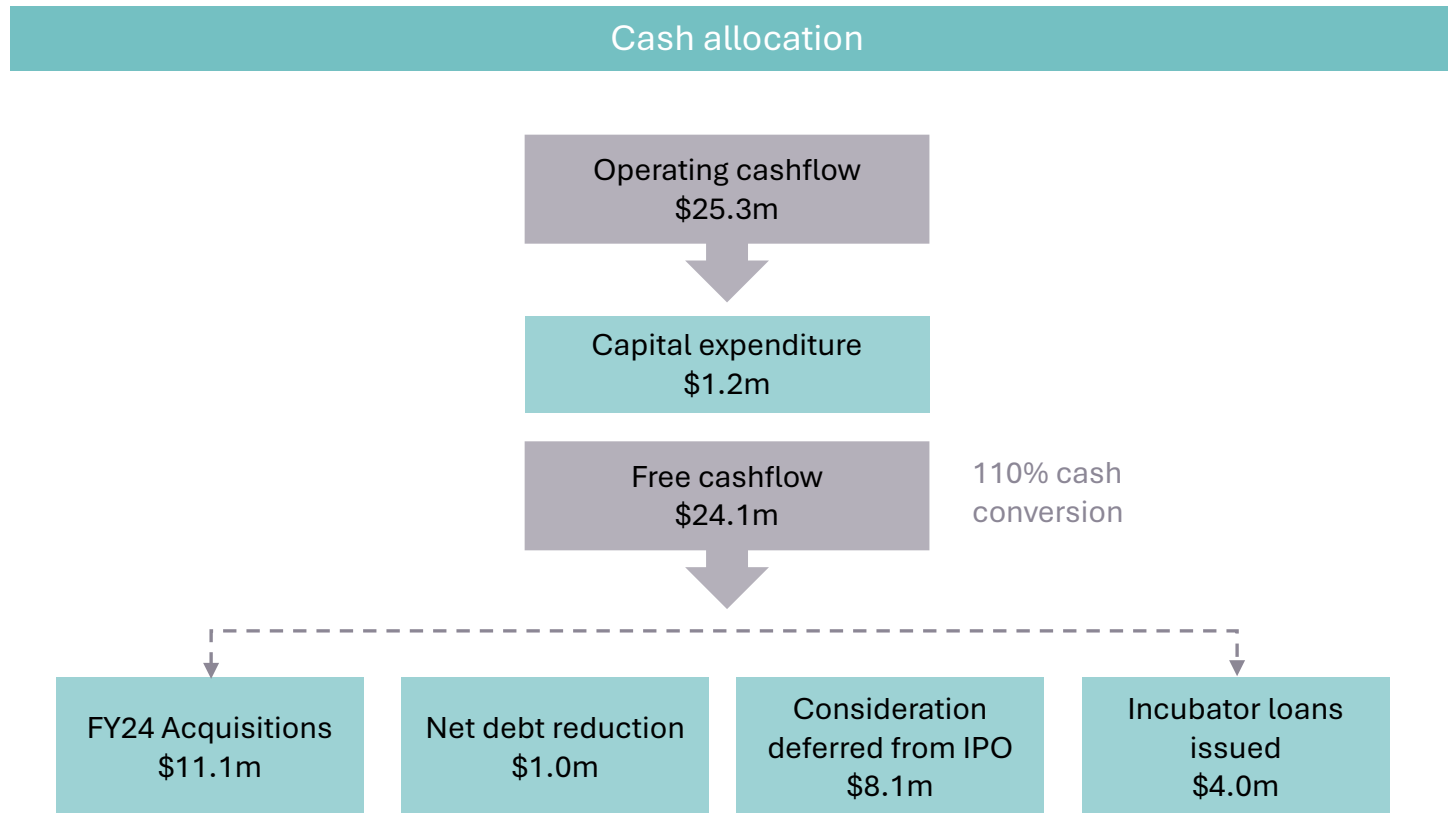 Cash allocation
Operating cashflow
$25.3m
Capital expenditure
$1.2m
Free cashflow
$24.1m
110% cash
conversion
FY24 Acquisitions
$11.1m
Net debt reduction
$1.0m
Consideration
deferred from IPO
$8.1m
Incubator loans
issued
$4.0m